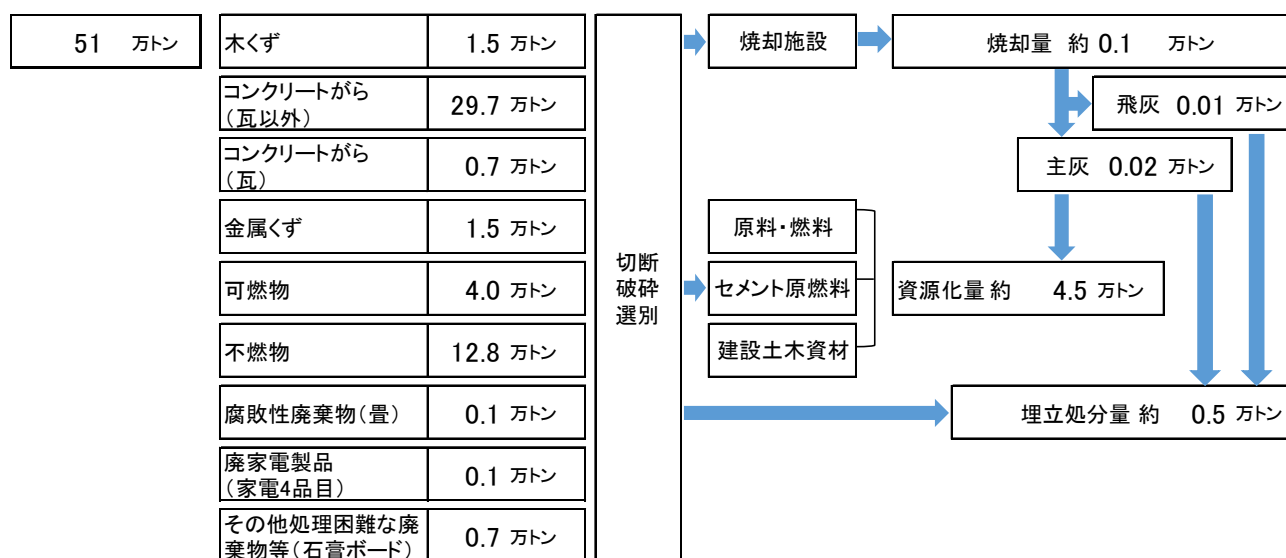 51 万トン
木くず 1.5 万トン
コンクリートがら
（瓦以外） 29.7 万トン
コンクリートがら
（瓦） 0.7 万トン
金属くず 1.5 万トン
可燃物 4.0 万トン
不燃物 12.8 万トン
腐敗性廃棄物（畳） 0.1 万トン
廃家電製品
（家電4品目） 0.1 万トン
その他処理困難な廃
棄物等（石膏ボード） 0.7 万トン
切断
破砕
選別
焼却施設
焼却量 約 0.1 万トン
飛灰 0.01 万トン
主灰 0.02 万トン
原料・燃料
セメント原燃料
建設土木資材
資源化量 約 4.5 万トン
埋立処分量 約 0.5 万トン